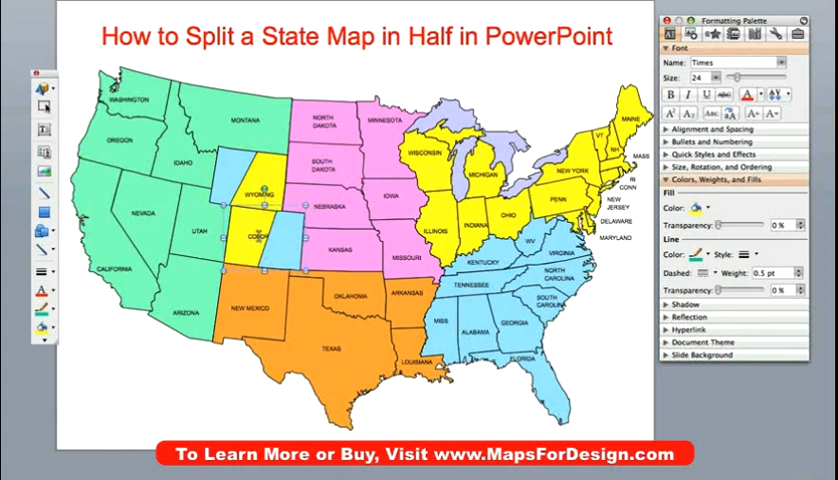 How to Split a State Map in Half in PowerPoint
WASHINGTON
OREGON
IDAHO
MONTANA
NORTH
DAKOTA
MINNESOTA
SOUTH
DAKOTA
WYOMING
NEBRASKA
IOWA
WISCONSIN
MICHIGAN
NEW YORK
VT
NH
MAINE
MASS
RI
CONN
NEW
JERSEY
PENN
DELAWARE
MARYLAND
NEVADA
UTAH
KANSAS
MISSOURI
ILLINOIS
INDIANA
OHIO
WV
VIRGINIA
KENTUCKY
CALIFORNIA
ARIZONA
NEW MEXICO
OKLAHOMA
ARKANSAS
TENNESSEE
NORTH
CAROLINA
SOUTH
CAROLINA
MISS
ALABAMA
GEORGIA
TEXAS
LOUISIANA
FLORIDA
Formatting Palette
Font
Name: Times
Size: 24
B I U ABC A AV
A² A₂ ABC A A
Alignment and Spacing
Bullets and Numbering
Quick Styles and Effects
Size, Rotation, and Ordering
Colors, Weights, and Fills
Fill
Color:
Transparency: 0 %
Line
Color: Style:
Dashed: Weight: 0.5 pt
Transparency: 0 %
Shadow
Reflection
Hyperlink
Document Theme
Slide Background
To Learn More or Buy, Visit www.MapsForDesign.com